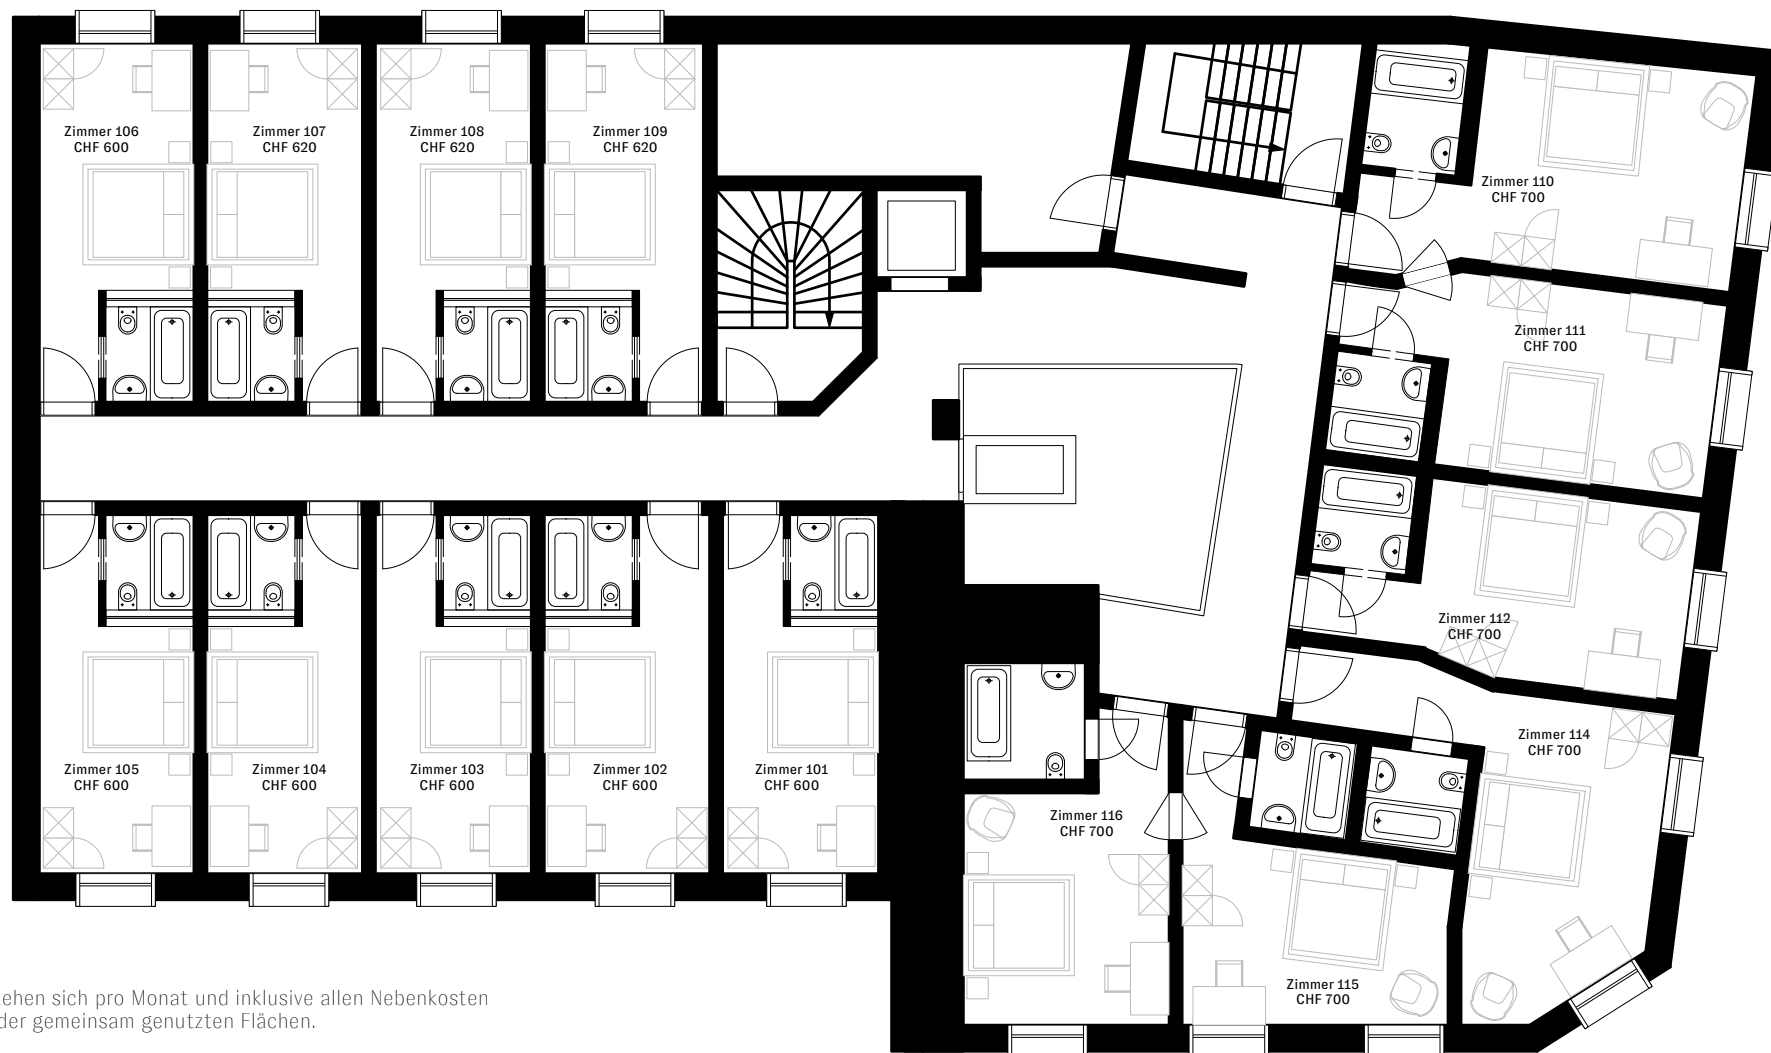 Zimmer 106
CHF 600
Zimmer 107
CHF 620
Zimmer 108
CHF 620
Zimmer 109
CHF 620
Zimmer 110
CHF 700
Zimmer 111
CHF 700
Zimmer 112
CHF 700
Zimmer 105
CHF 600
Zimmer 104
CHF 600
Zimmer 103
CHF 600
Zimmer 102
CHF 600
Zimmer 101
CHF 600
Zimmer 114
CHF 700
Zimmer 116
CHF 700
Zimmer 115
CHF 700
sich pro Monat und inklusive allen Nebenkosten
der gemeinsam genutzten Flächen.